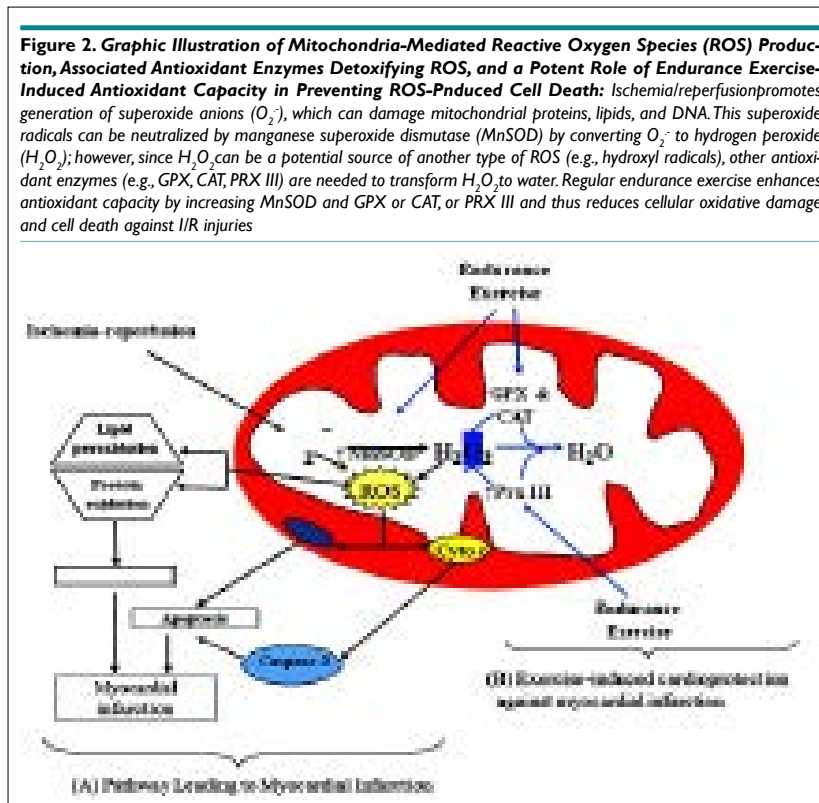 Figure 2. Graphic Illustration of Mitochondria-Mediated Reactive Oxygen Species (ROS) Produc-
tion, Associated Antioxidant Enzymes Detoxifying ROS, and a Potent Role of Endurance Exercise-
Induced Antioxidant Capacity in Preventing ROS-Pnduced Cell Death: Ischemia/reperfusionpromotes
generation of superoxide anions (O₂⁻), which can damage mitochondrial proteins, lipids, and DNA. This superoxide
radicals can be neutralized by manganese superoxide dismutase (MnSOD) by converting O₂⁻ to hydrogen peroxide
(H₂O₂); however, since H₂O₂can be a potential source of another type of ROS (e.g., hydroxyl radicals), other antioxi-
dant enzymes (e.g., GPX, CAT, PRX III) are needed to transform H₂O₂to water. Regular endurance exercise enhances
antioxidant capacity by increasing MnSOD and GPX or CAT, or PRX III and thus reduces cellular oxidative damage
and cell death against I/R injuries
Endurance
Exercise
Ischemia-reperfusion
GPX &
CAT
Lipid
peroxidation
MnSOD
H₂O₂
H₂O
Protein
oxidation
ROS
Prx III
Cyto c
Apoptosis
Endurance
Exercise
Myocardial
infarction
(B) Exercise-induced cardioprotection
against myocardial infarction
(A) Pathway Leading to Myocardial Infarction